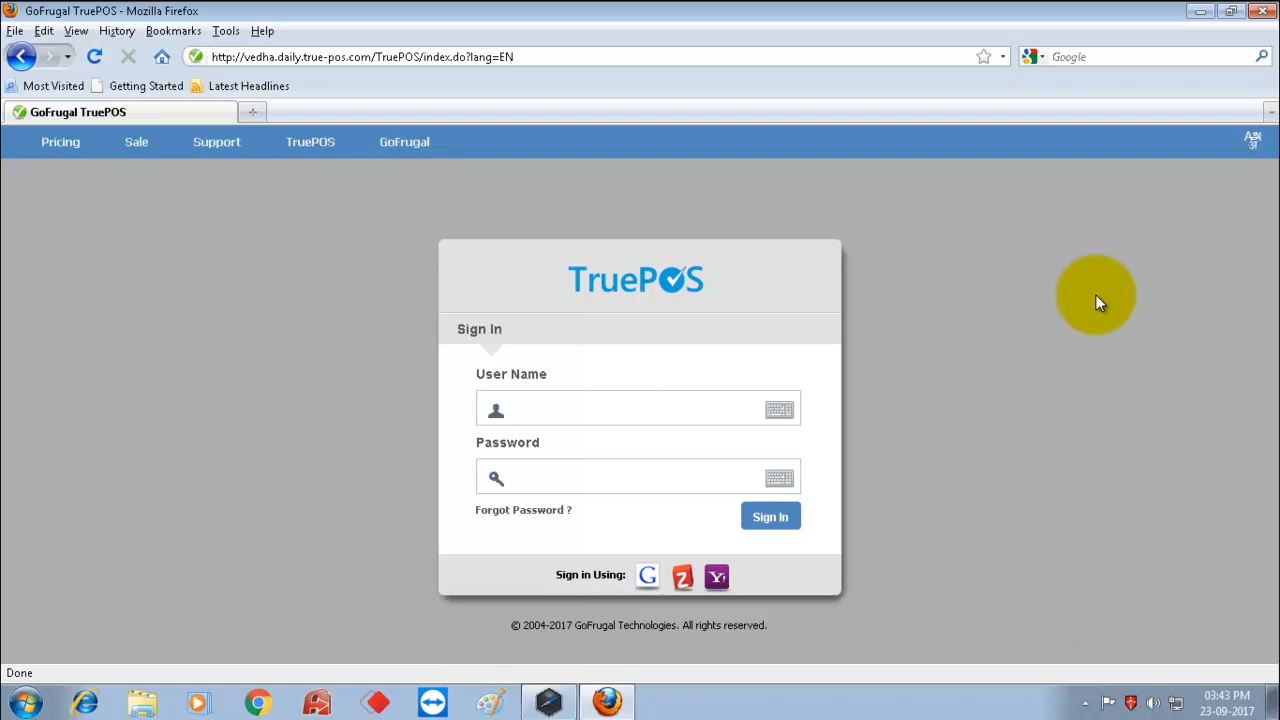 GoFrugal TruePOS - Mozilla Firefox
File Edit View History Bookmarks Tools Help
http://vedha.daily.true-pos.com/TruePOS/index.do?lang=EN
Google
Most Visited Getting Started Latest Headlines
GoFrugal TruePOS
Pricing Sale Support TruePOS GoFrugal
TruePOS
Sign In
User Name
Password
Forgot Password ?
Sign In
Sign in Using: G Z Y!
© 2004-2017 GoFrugal Technologies. All rights reserved.
Done
03:43 PM
23-09-2017